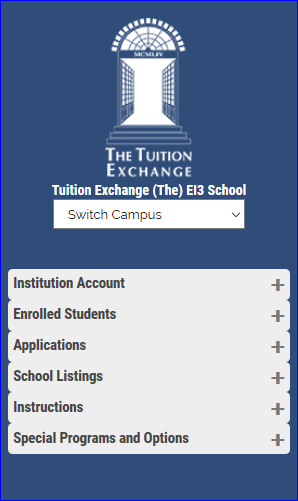 MCMLIV
THE TUITION
EXCHANGE
Tuition Exchange (The) EI3 School
Switch Campus
Institution Account
Enrolled Students
Applications
School Listings
Instructions
Special Programs and Options